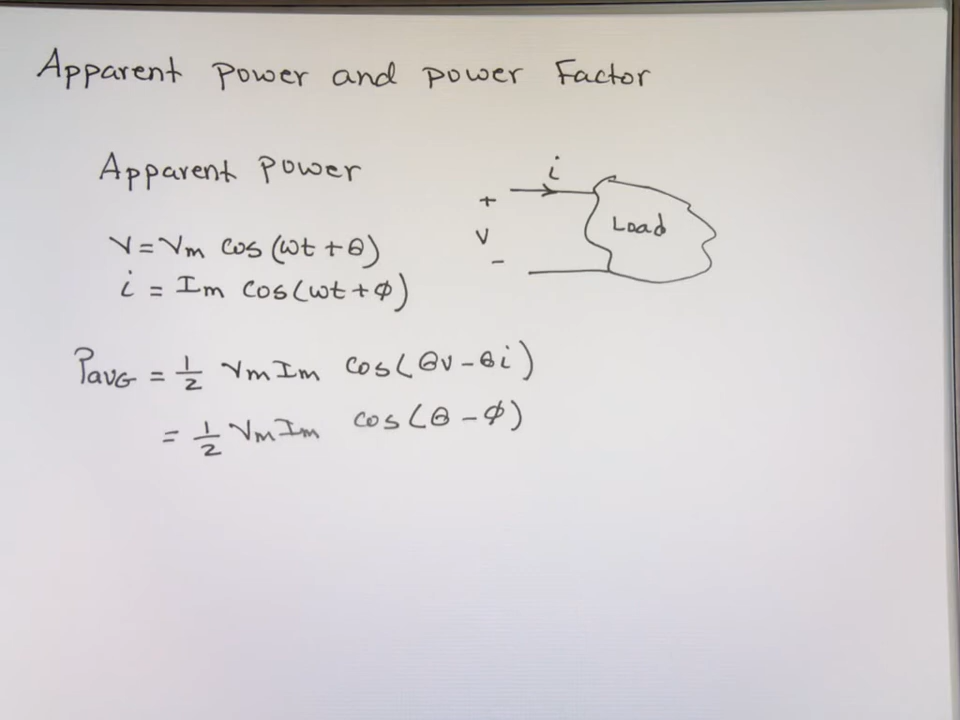 Apparent power and power Factor
Apparent power
i
+
V
-
Load
v = Vm cos (ωt + θ)
i = Im cos(ωt + φ)
PAVG = 1/2 VmIm cos(θv - θi)
= 1/2 VmIm cos(θ - φ)